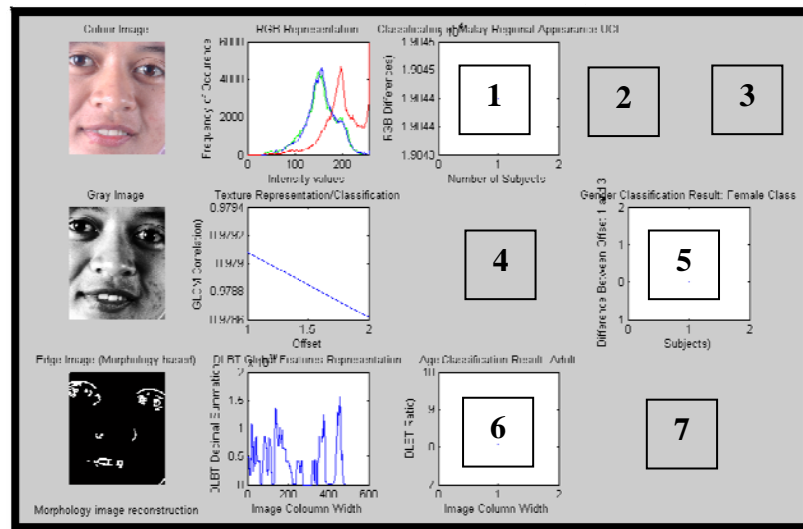 Colour Image
RGB Representation
Classification Malay Regional Appearance UCI
Frequency of Occurence
6000
4000
2000
0
0 100 200
Intensity values
RGB Differences)
1.9045
1.9045
1.9044
1.9044
1.9043
0 1 2
Number of Subjects
1
2
3
Gray Image
Texture Representation/Classification
Gender Classification Result: Female Class
GLCM Correlation)
0.9794
0.9792
0.979
0.9788
0.9786
1 1.5 2
Offset
4
Difference Between Offset 1 and 3
2
1
0
1
0 1 2
Subjects)
5
Edge Image (Morphology based)
DLBT Global Features Representation
Age Classification Result: Adult
DLBT Decimal Summation
2
1.5
1
0.5
0
0 200 400 600
Image Coloumn Width
DLBT Ratio)
10
9
8
7
0 1 2
Image Column Width
6
7
Morphology image reconstruction